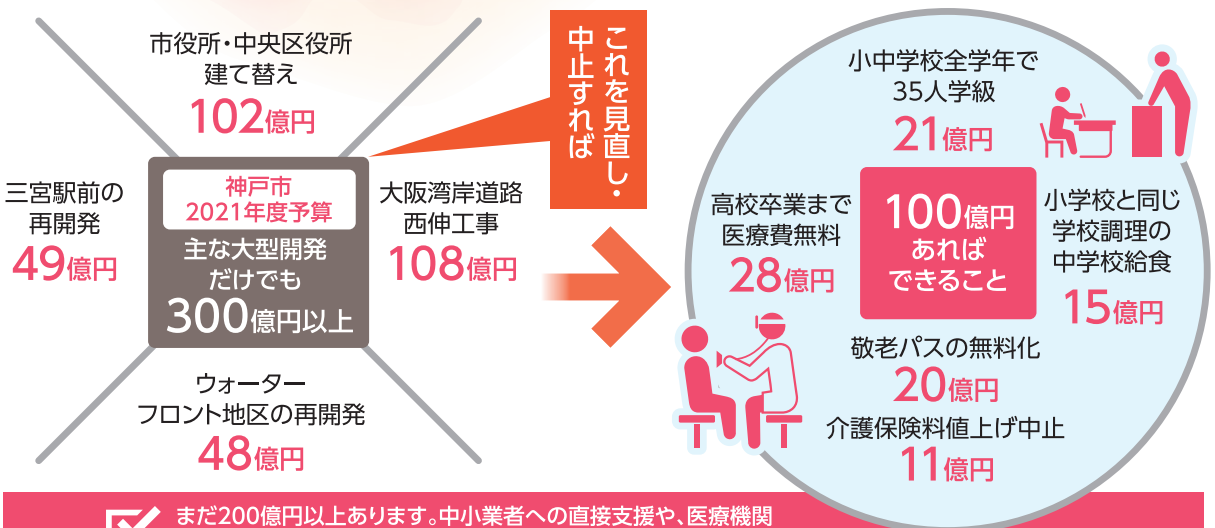 市役所・中央区役所
建て替え
102億円
三宮駅前の
再開発
49億円
神戸市
2021年度予算
主な大型開発
だけでも
300億円以上
大阪湾岸道路
西伸工事
108億円
ウォーター
フロント地区の再開発
48億円
これを見直し・
中止すれば
小中学校全学年で
35人学級
21億円
高校卒業まで
医療費無料
28億円
100億円
あれば
できること
小学校と同じ
学校調理の
中学校給食
15億円
敬老パスの無料化
20億円
介護保険料値上げ中止
11億円
まだ200億円以上あります。中小業者への直接支援や、医療機関